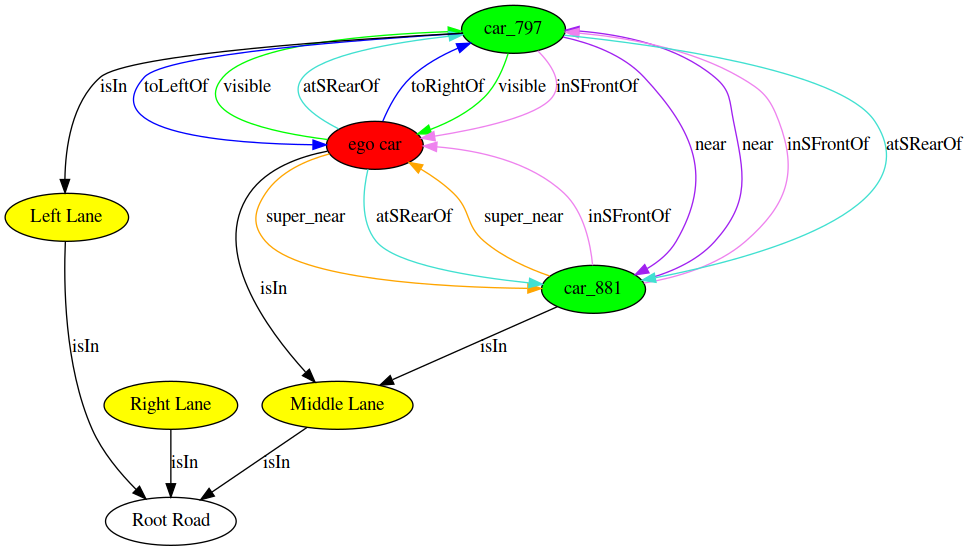 car_797
isIn
toLeftOf
visible
atSRearOf
toRightOf
visible
inSFrontOf
near
near
inSFrontOf
atSRearOf
ego car
Left Lane
super_near
atSRearOf
super_near
inSFrontOf
isIn
car_881
isIn
isIn
Right Lane
Middle Lane
isIn
isIn
Root Road